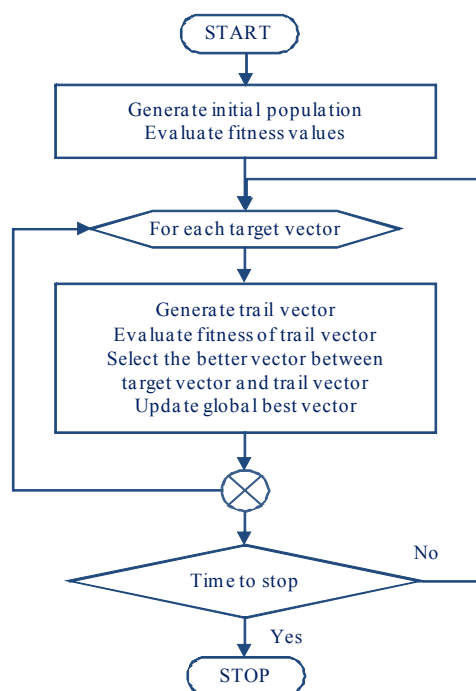 START
Generate initial population
Evaluate fitness values
For each target vector
Generate trail vector
Evaluate fitness of trail vector
Select the better vector between
target vector and trail vector
Update global best vector
No
Time to stop
Yes
STOP